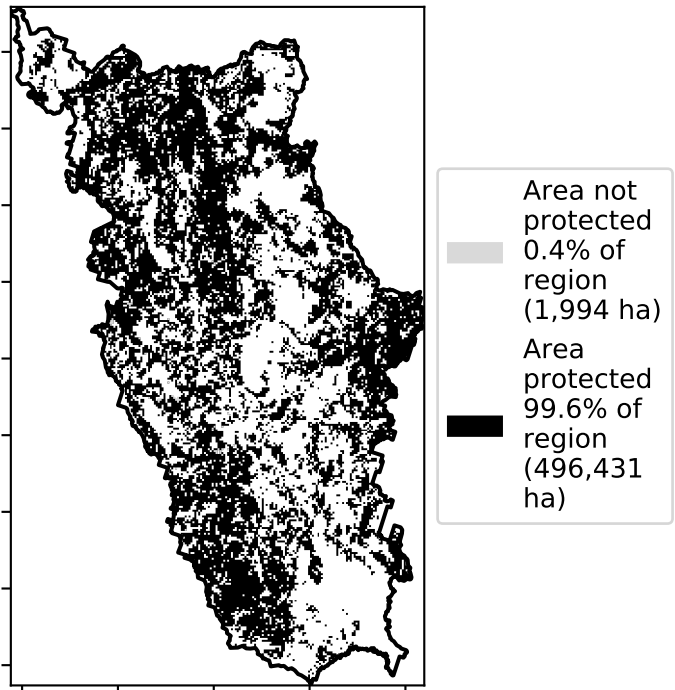 Area not
protected
0.4% of
region
(1,994 ha)
Area
protected
99.6% of
region
(496,431
ha)